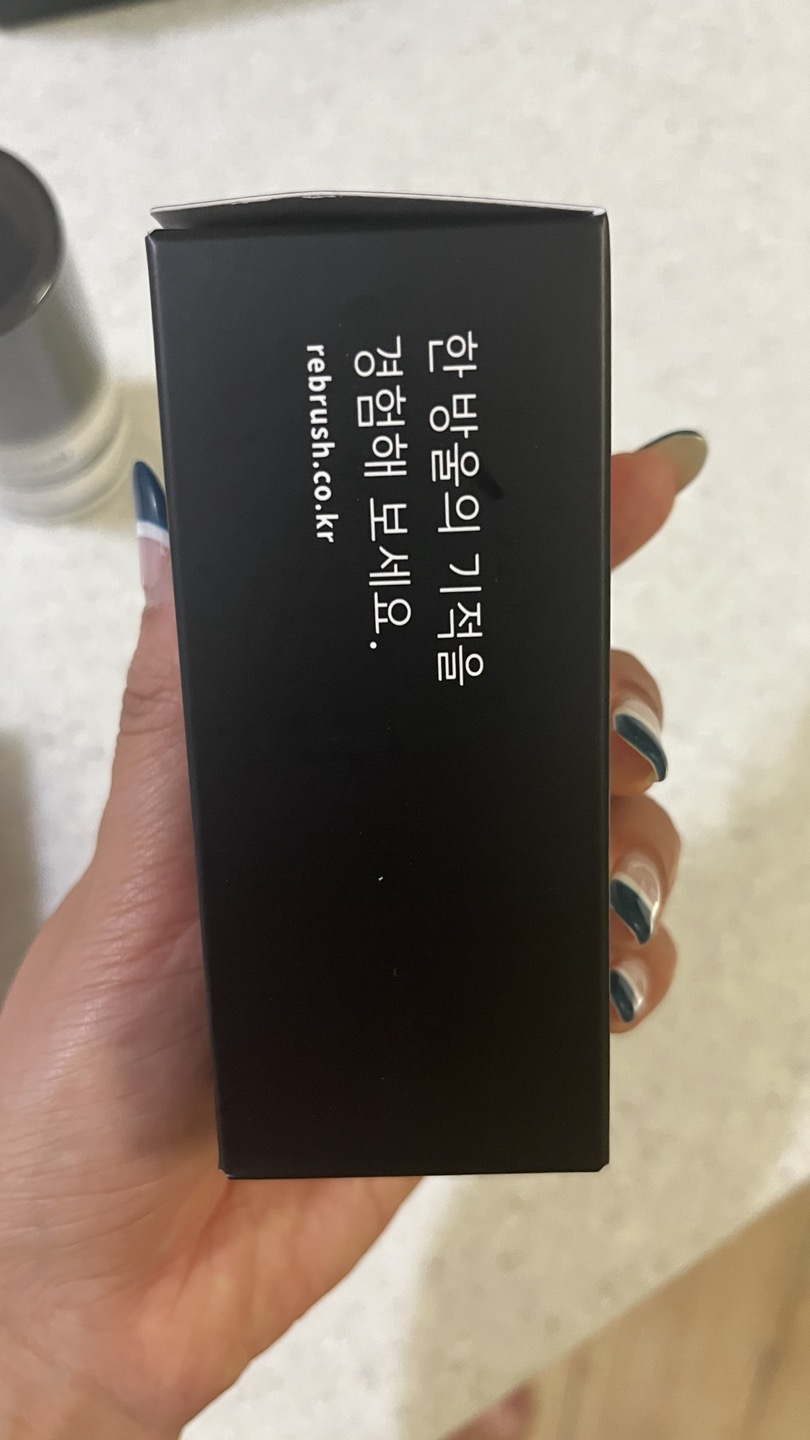 한 방울의 기적을
경험해 보세요.
rebrush.co.kr